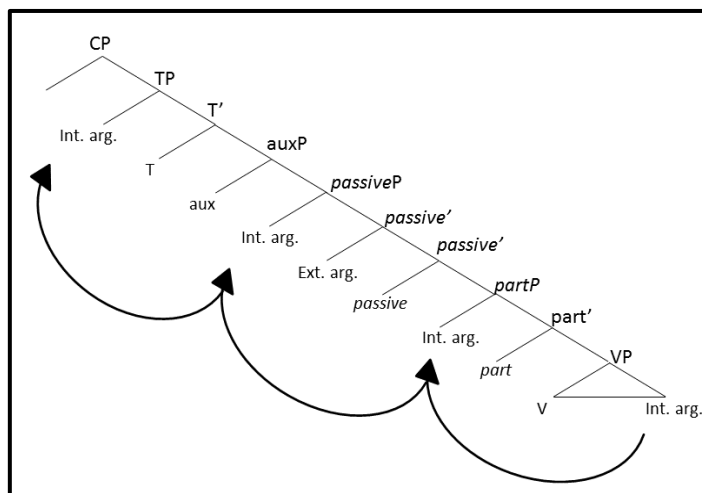 CP
TP
Int. arg.
T’
T
auxP
aux
passiveP
Int. arg.
passive’
Ext. arg.
passive’
passive
partP
Int. arg.
part’
part
VP
V
Int. arg.